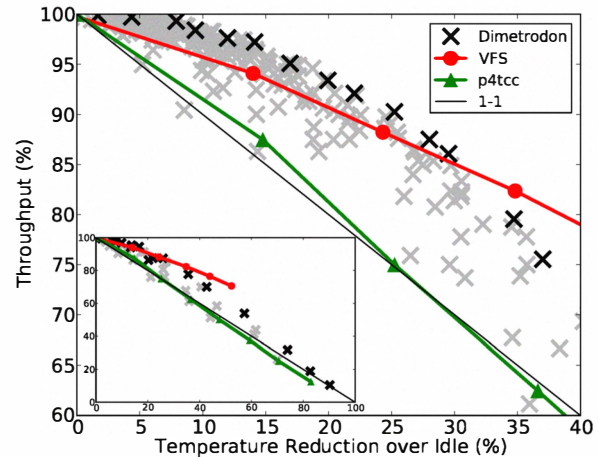 Throughput (%)
100
95
90
85
80
75
70
65
60
Dimetrodon
VFS
p4tcc
1-1
100
80
60
40
20
0
0 20 40 60 80 100
0 5 10 15 20 25 30 35 40
Temperature Reduction over Idle (%)